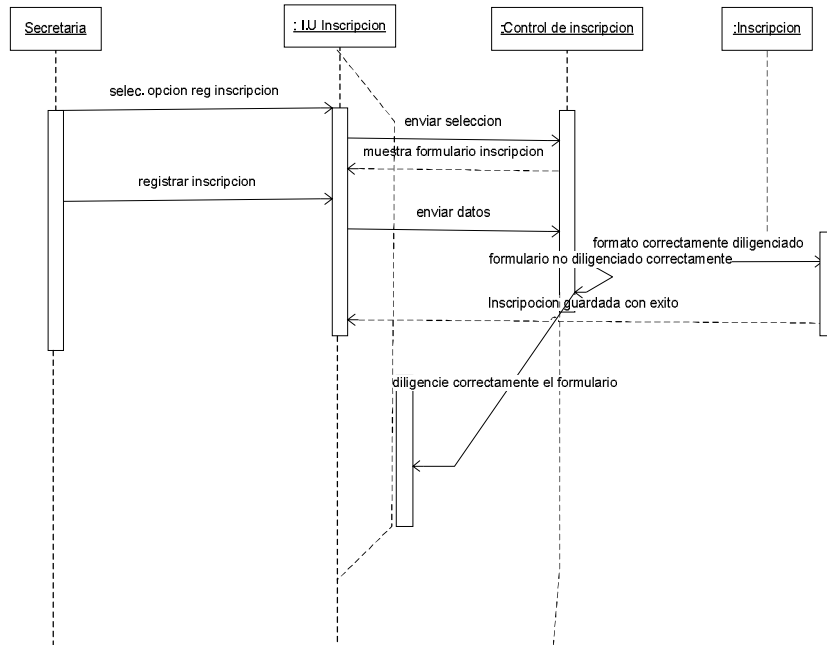 Secretaria
: I.U Inscripcion
:Control de inscripcion
:Inscripcion
selec. opcion reg inscripcion
enviar seleccion
muestra formulario inscripcion
registrar inscripcion
enviar datos
formato correctamente diligenciado
formulario no diligenciado correctamente
Inscripocion guardada con exito
diligencie correctamente el formulario